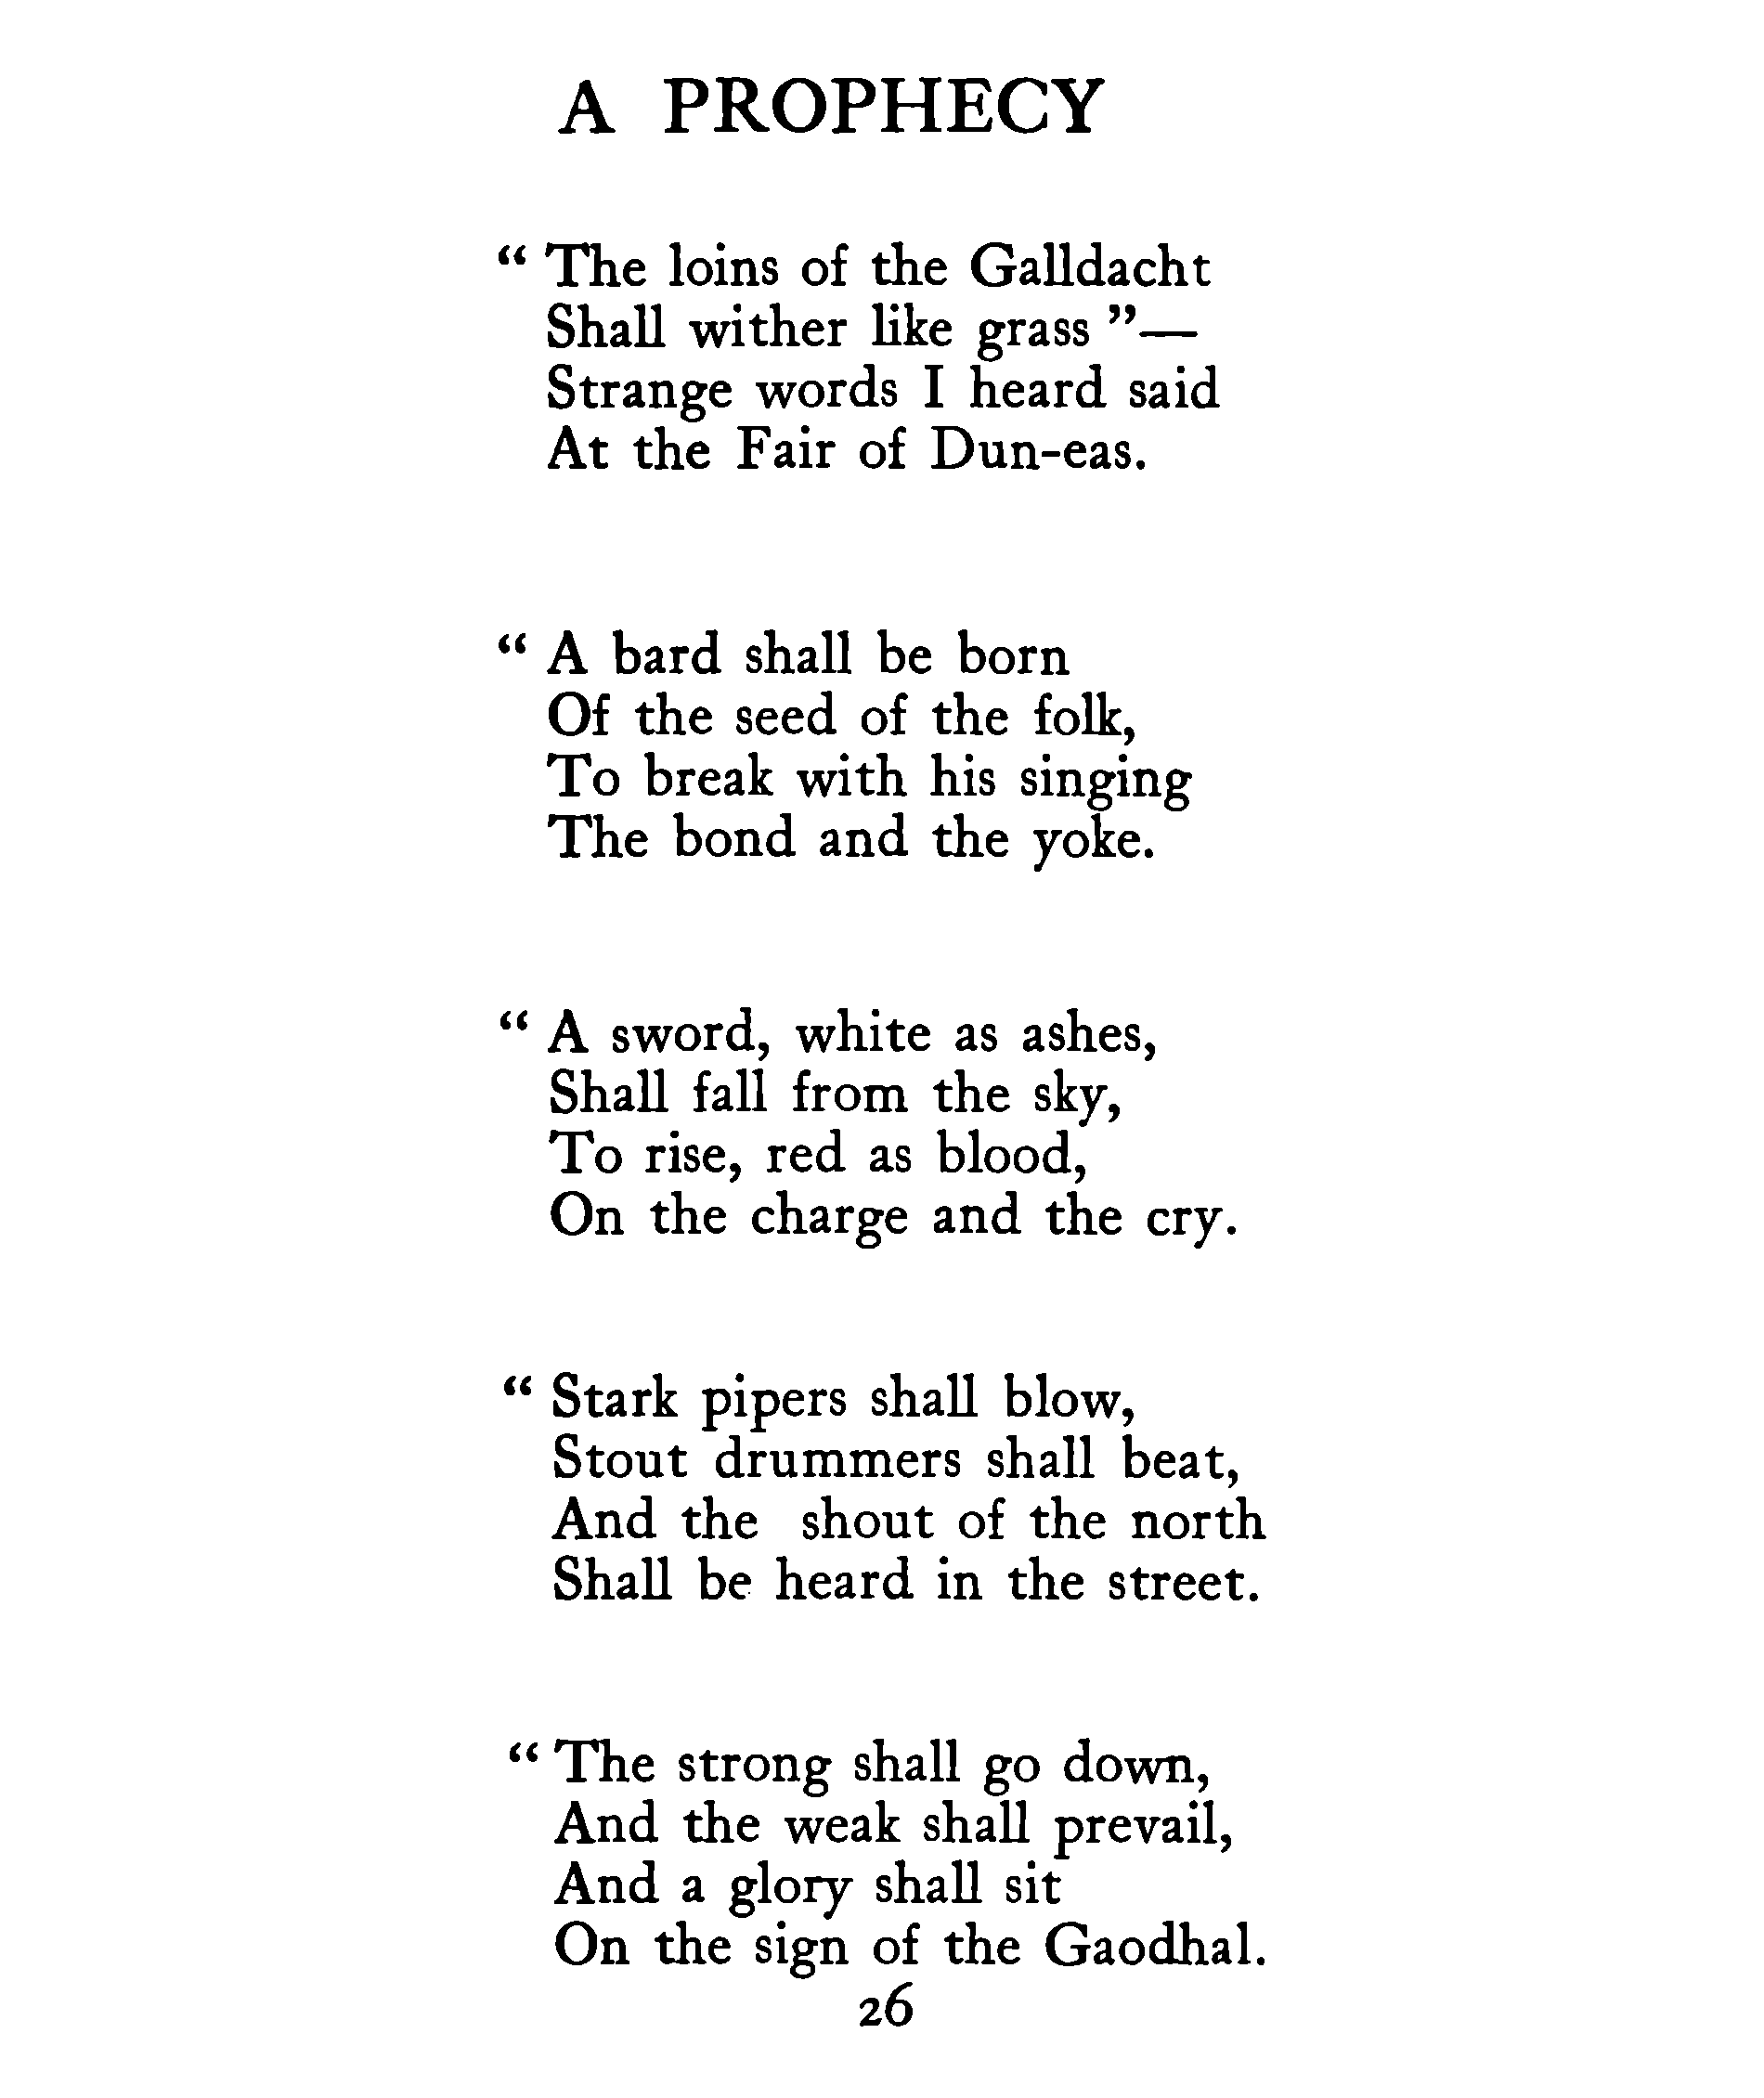 A PROPHECY
“ The loins of the Galldacht
Shall wither like grass ”—
Strange words I heard said
At the Fair of Dun-eas.
“ A bard shall be born
Of the seed of the folk,
To break with his singing
The bond and the yoke.
“ A sword, white as ashes,
Shall fall from the sky,
To rise, red as blood,
On the charge and the cry.
“ Stark pipers shall blow,
Stout drummers shall beat,
And the shout of the north
Shall be heard in the street.
“ The strong shall go down,
And the weak shall prevail,
And a glory shall sit
On the sign of the Gaodhal.
26